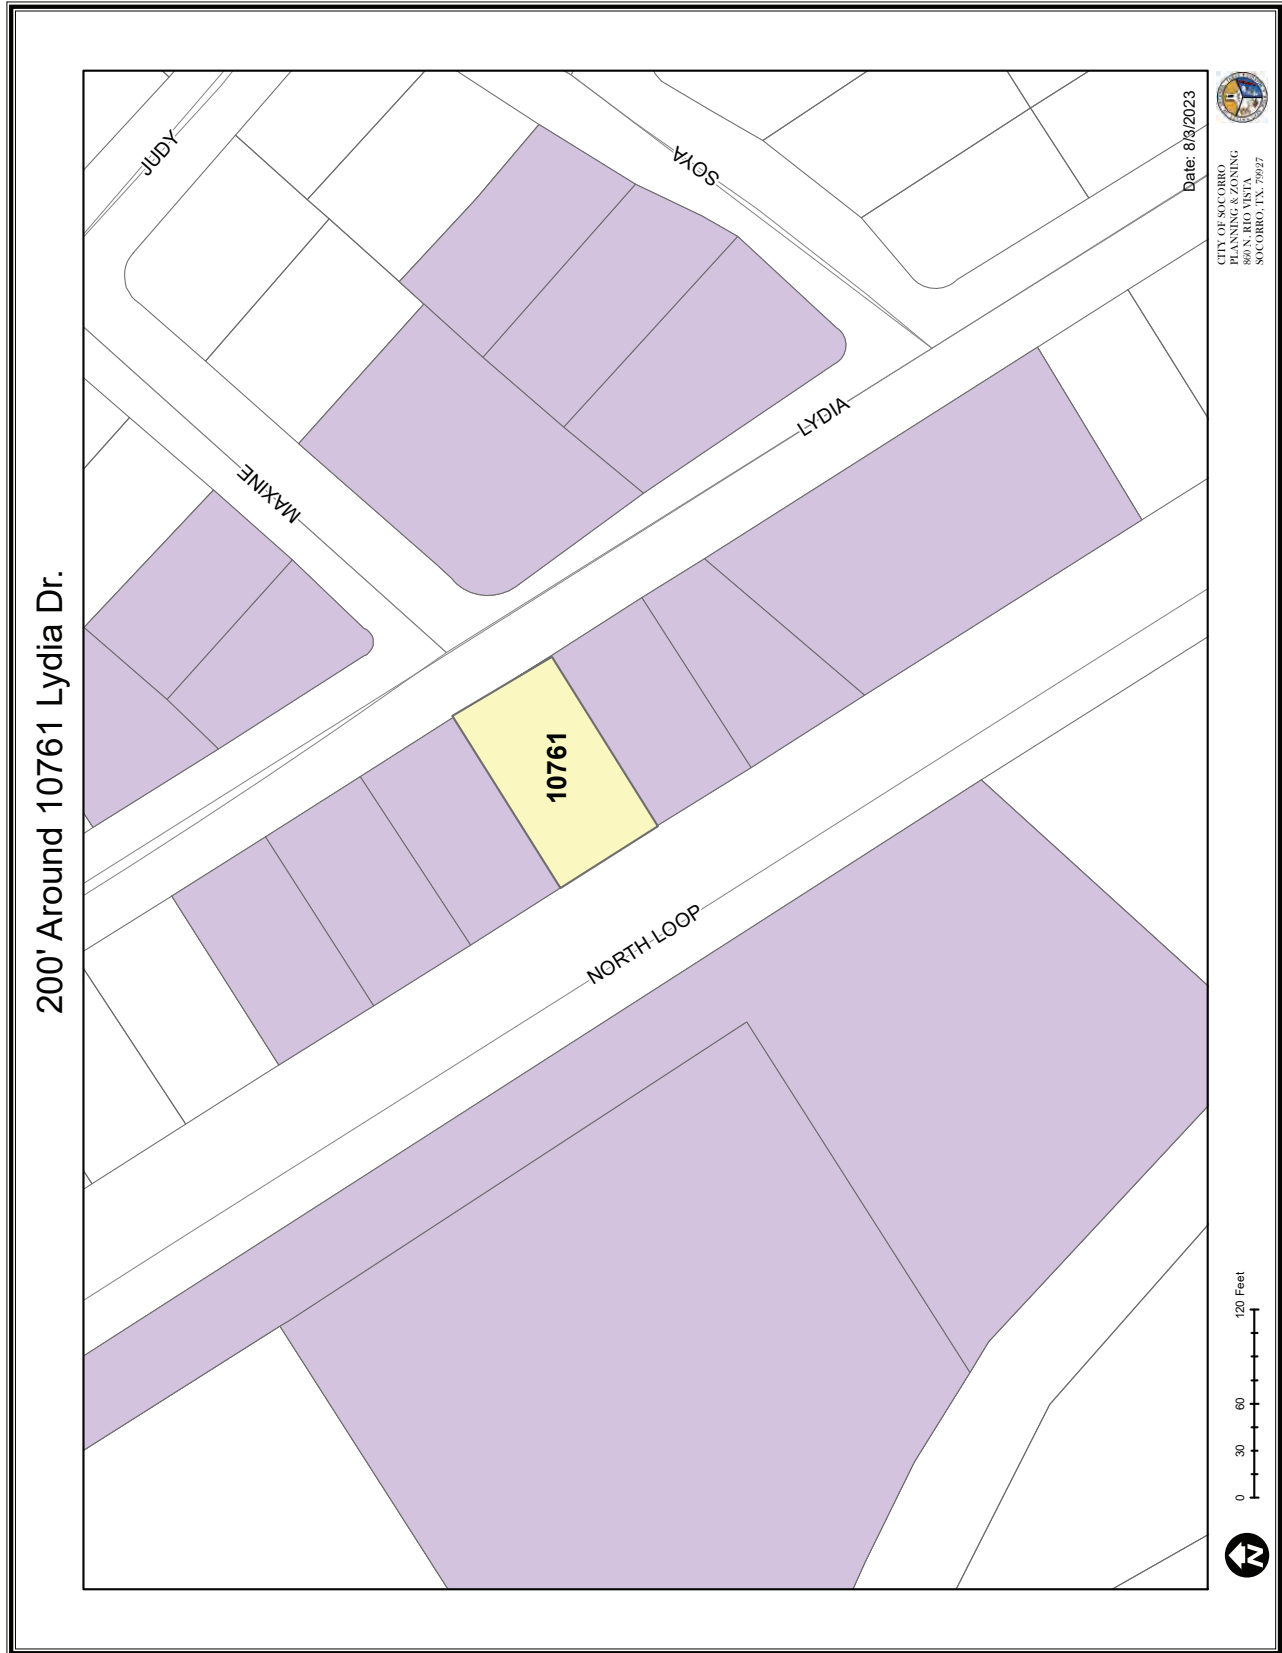 200' Around 10761 Lydia Dr.
JUDY
SOYA
MAXINE
LYDIA
10761
NORTH LOOP
Date: 8/3/2023
N
0 30 60 120 Feet
CITY OF SOCORRO
PLANNING & ZONING
860 N. RIO VISTA
SOCORRO, TX. 79927